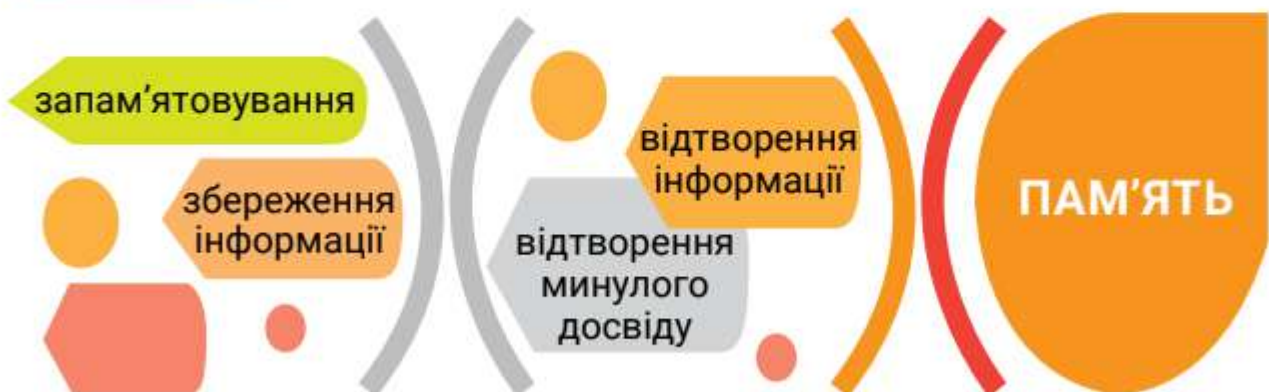 запам’ятовування
збереження
інформації
відтворення
інформації
відтворення
минулого
досвіду
ПАМ’ЯТЬ